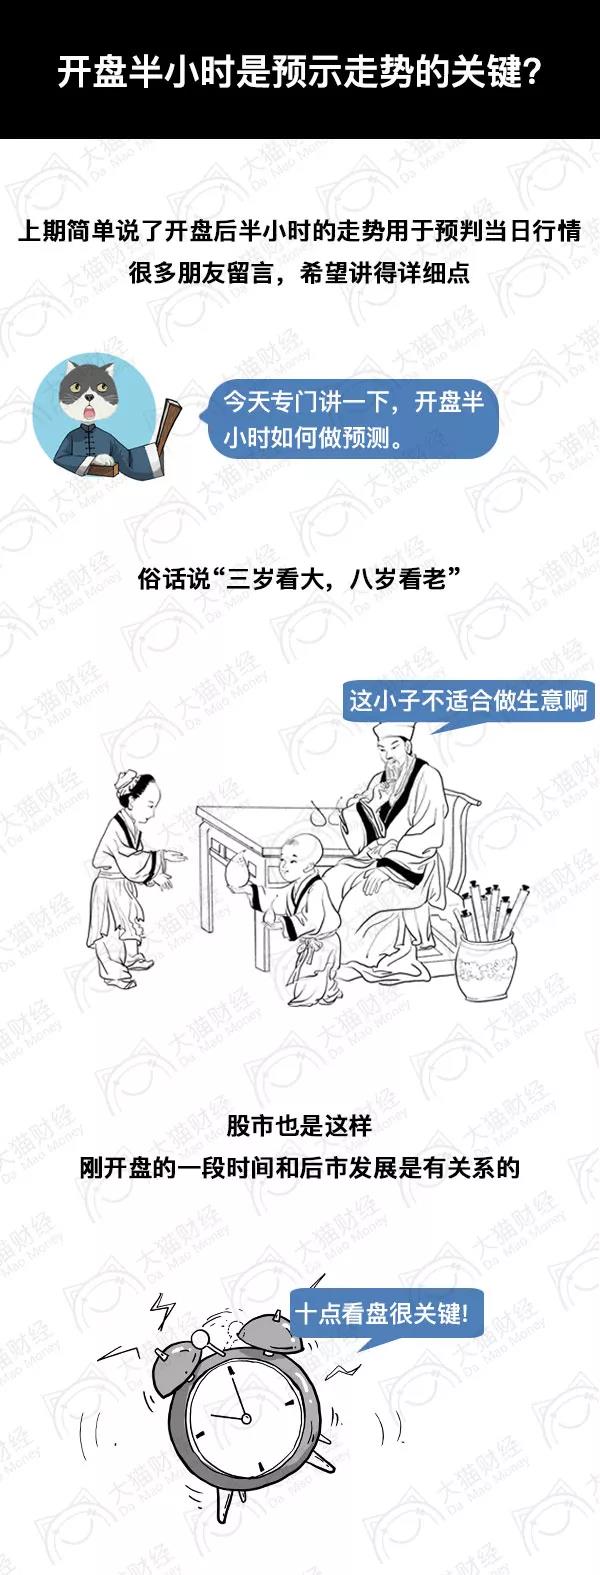 开盘半小时是预示走势的关键?
上期简单说了开盘后半小时的走势用于预判当日行情
很多朋友留言，希望讲得详细点
今天专门讲一下，开盘半
小时如何做预测。
俗话说“三岁看大，八岁看老”
这小子不适合做生意啊
股市也是这样
刚开盘的一段时间和后市发展是有关系的
十点看盘很关键!
大猫财经
Da Mao Money